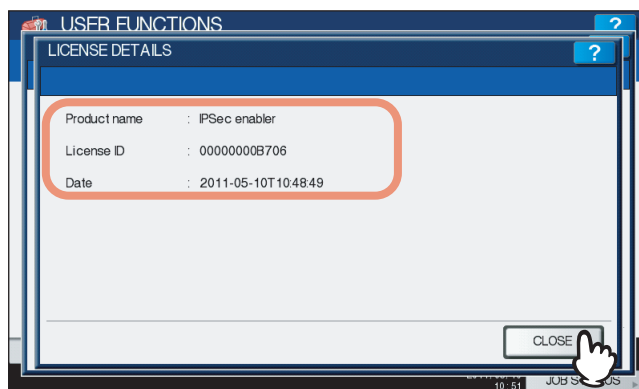 USER FUNCTIONS ?
LICENSE DETAILS ?
Product name : IPSec enabler
License ID : 00000000B706
Date : 2011-05-10T10:48:49
CLOSE
10:51